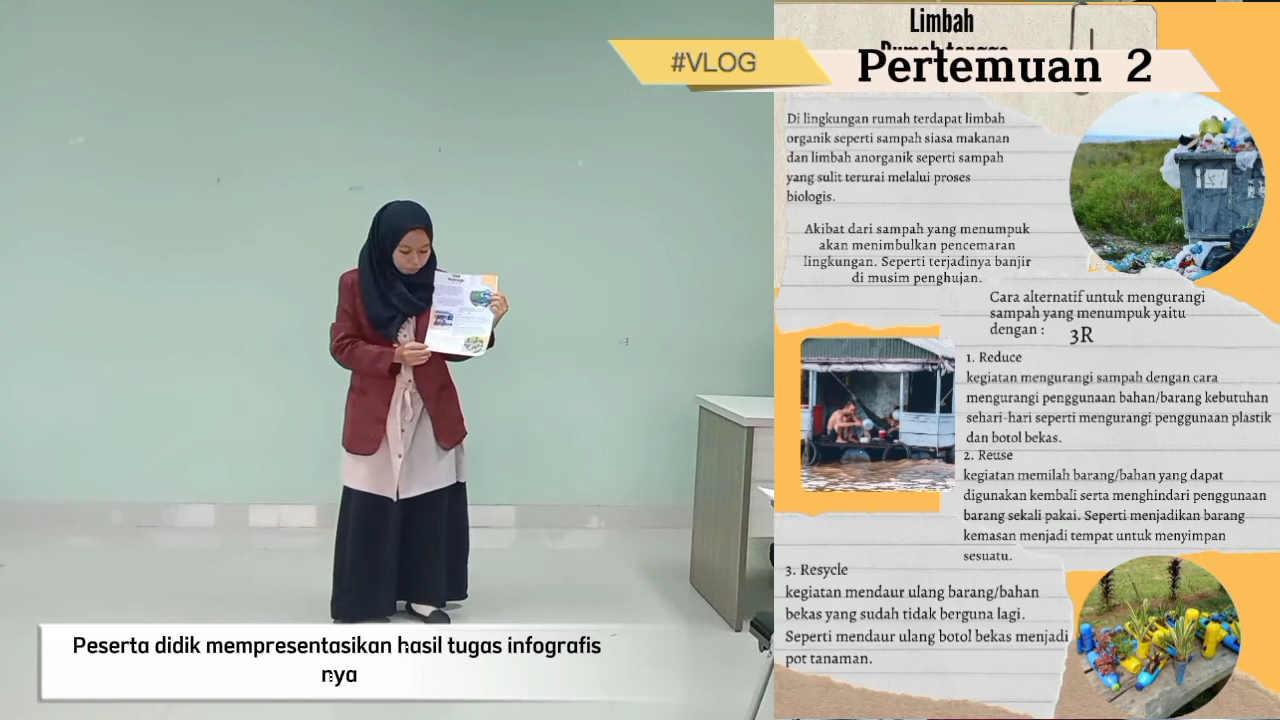 Limbah
Rumah tangga
#VLOG
Pertemuan 2
Di lingkungan rumah terdapat limbah
organik seperti sampah siasa makanan
dan limbah anorganik seperti sampah
yang sulit terurai melalui proses
biologis.
Akibat dari sampah yang menumpuk
akan menimbulkan pencemaran
lingkungan. Seperti terjadinya banjir
di musim penghujan.
Cara alternatif untuk mengurangi
sampah yang menumpuk yaitu
dengan :
3R
1. Reduce
kegiatan mengurangi sampah dengan cara
mengurangi penggunaan bahan/barang kebutuhan
sehari-hari seperti mengurangi penggunaan plastik
dan botol bekas.
2. Reuse
kegiatan memilah barang/bahan yang dapat
digunakan kembali serta menghindari penggunaan
barang sekali pakai. Seperti menjadikan barang
kemasan menjadi tempat untuk menyimpan
sesuatu.
3. Resycle
kegiatan mendaur ulang barang/bahan
bekas yang sudah tidak berguna lagi.
Seperti mendaur ulang botol bekas menjadi
pot tanaman.
Peserta didik mempresentasikan hasil tugas infografis
nya